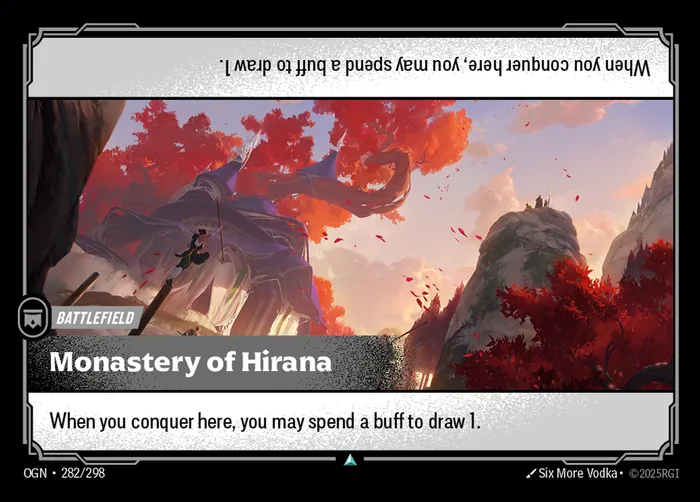 When you conquer here, you may spend a buff to draw 1.
BATTLEFIELD
Monastery of Hirana
When you conquer here, you may spend a buff to draw 1.
OGN • 282/298
Six More Vodka • ©2025RGI